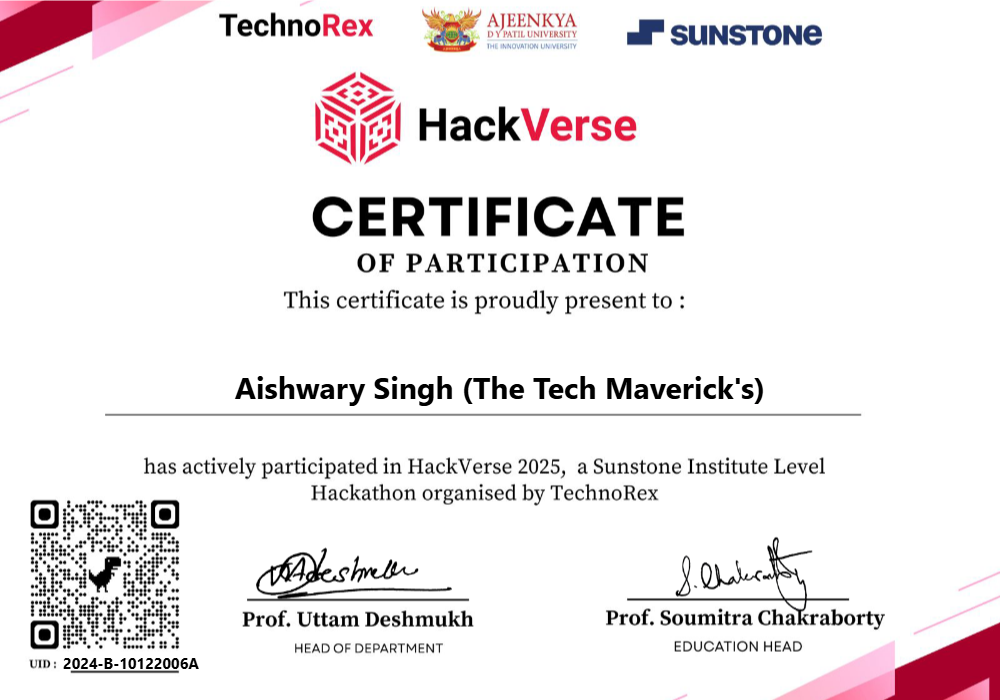 TechnoRex
AJEENKYA
D Y PATIL UNIVERSITY
THE INNOVATION UNIVERSITY
SUNSTONE
HackVerse
CERTIFICATE
OF PARTICIPATION
This certificate is proudly present to :
Aishwary Singh (The Tech Maverick's)
has actively participated in HackVerse 2025, a Sunstone Institute Level
Hackathon organised by TechnoRex
S. Chakraborty
Prof. Uttam Deshmukh
Prof. Soumitra Chakraborty
HEAD OF DEPARTMENT
EDUCATION HEAD
UID : 2024-B-10122006A